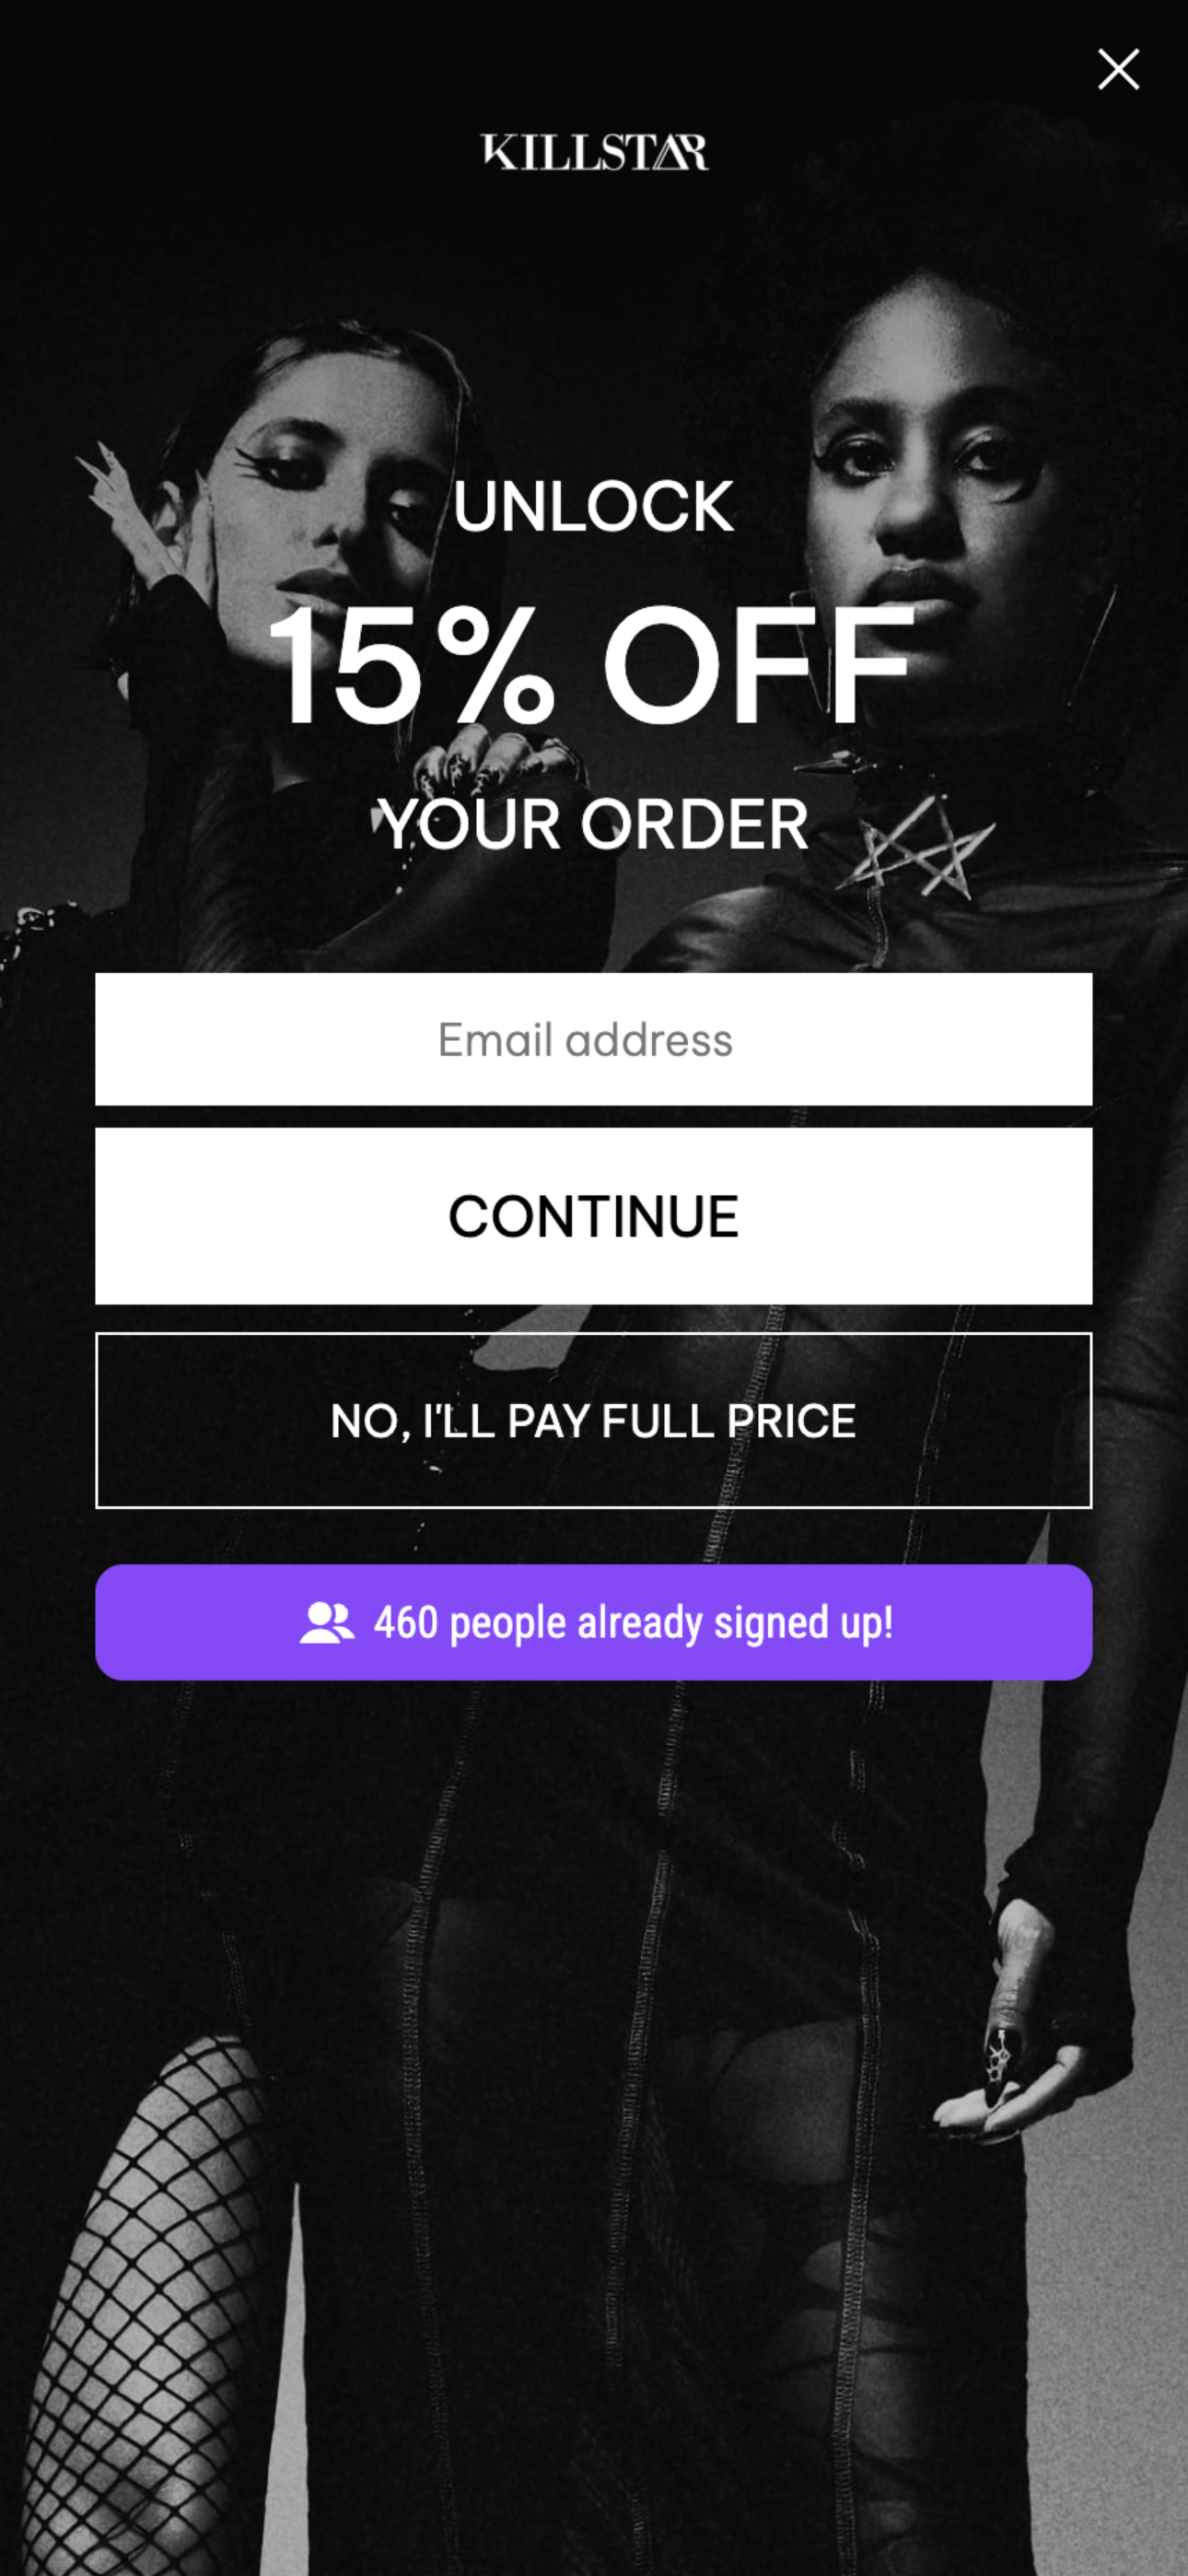 KILLSTAR
UNLOCK
15% OFF
YOUR ORDER
Email address
CONTINUE
NO, I'LL PAY FULL PRICE
460 people already signed up!